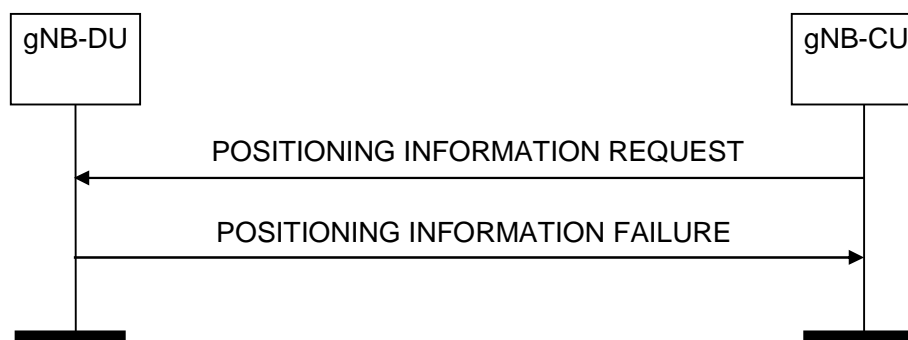 gNB-DU
gNB-CU
POSITIONING INFORMATION REQUEST
POSITIONING INFORMATION FAILURE